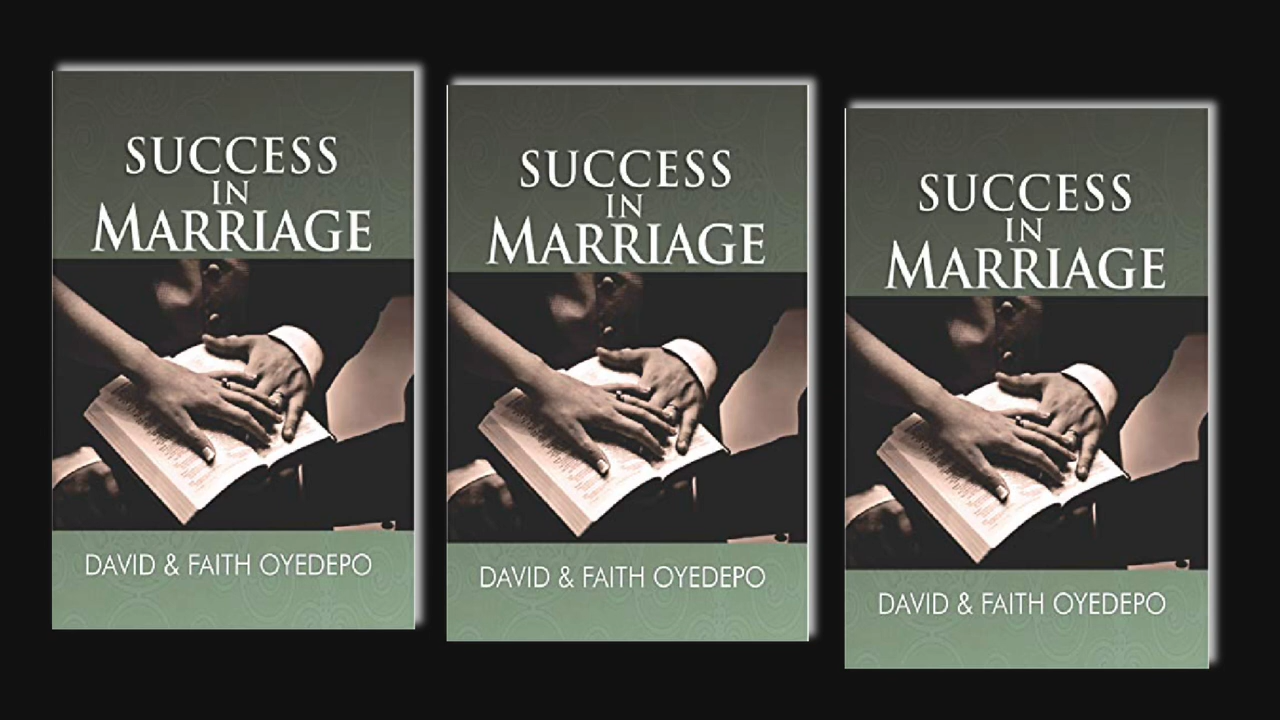 SUCCESS
IN
MARRIAGE
DAVID & FAITH OYEDEPO
SUCCESS
IN
MARRIAGE
DAVID & FAITH OYEDEPO
SUCCESS
IN
MARRIAGE
DAVID & FAITH OYEDEPO